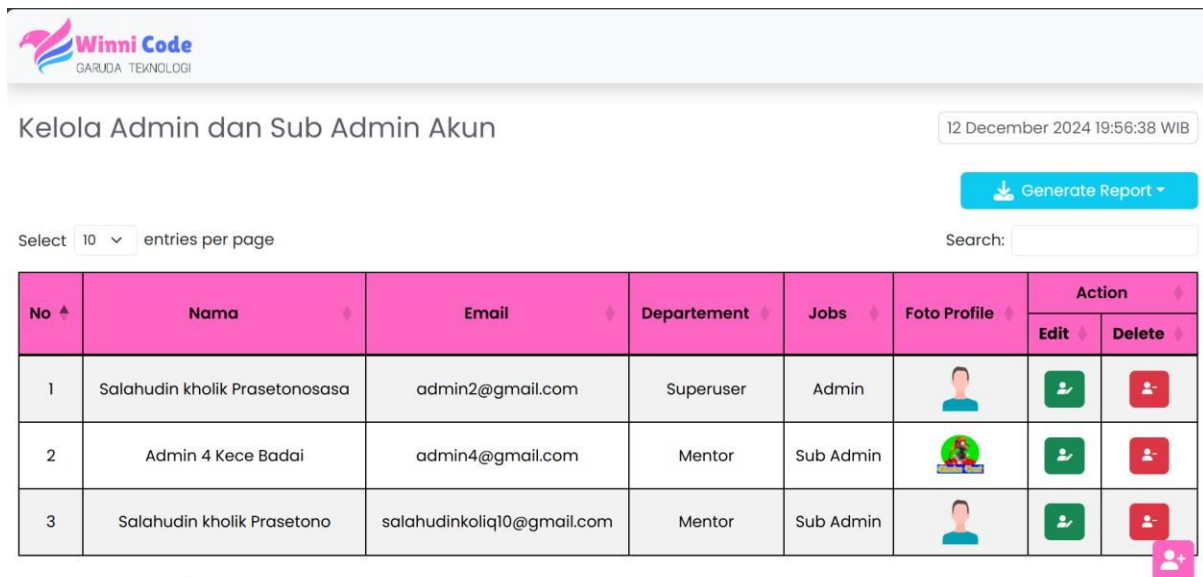 Winni Code
GARUDA TEKNOLOGI
Kelola Admin dan Sub Admin Akun
12 December 2024 19:56:38 WIB
Generate Report
Select 10 entries per page
Search:
No Nama Email Departement Jobs Foto Profile Action
Edit Delete
1 Salahudin kholik Prasetonosasa admin2@gmail.com Superuser Admin
2 Admin 4 Kece Badai admin4@gmail.com Mentor Sub Admin
3 Salahudin kholik Prasetono salahudinkoliq10@gmail.com Mentor Sub Admin